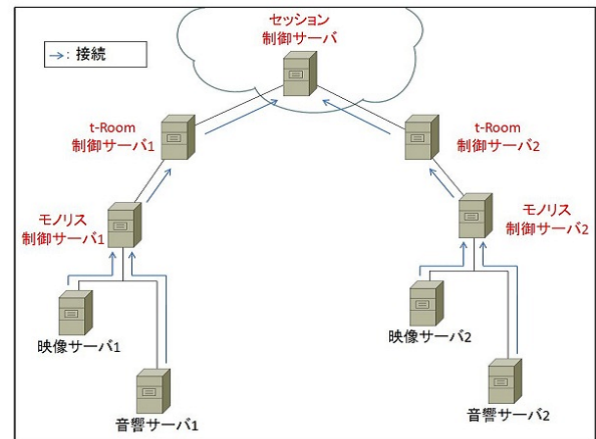 セッション
制御サーバ
→: 接続
t-Room
制御サーバ1
t-Room
制御サーバ2
モノリス
制御サーバ1
モノリス
制御サーバ2
映像サーバ1
映像サーバ2
音響サーバ1
音響サーバ2